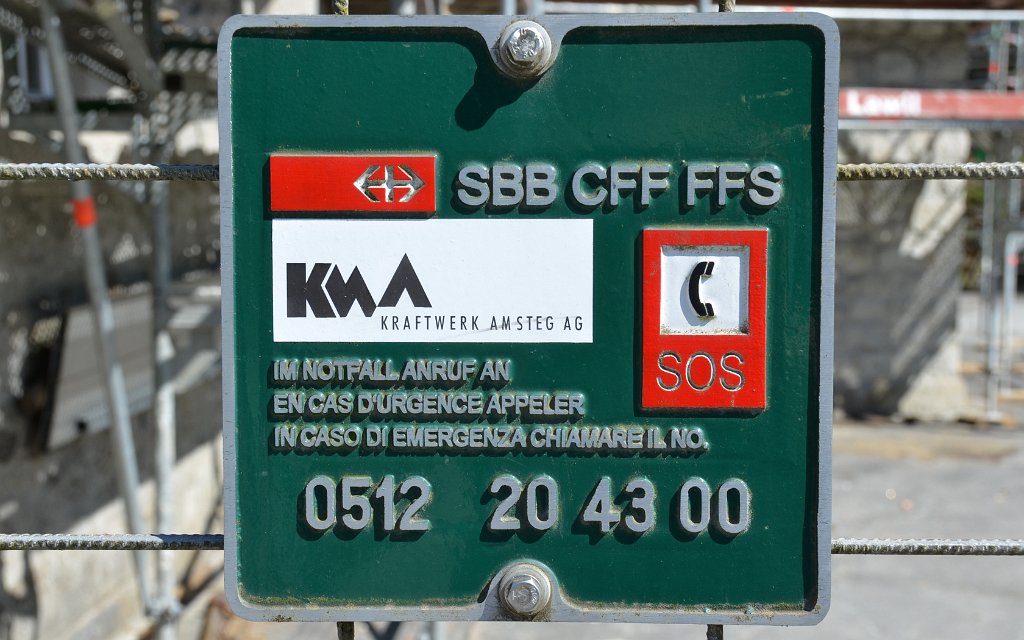 SBB CFF FFS
KWA
KRAFTWERK AMSTEG AG
SOS
IM NOTFALL ANRUF AN
EN CAS D'URGENCE APPELER
IN CASO DI EMERGENZA CHIAMARE IL NO.
0512 20 43 00